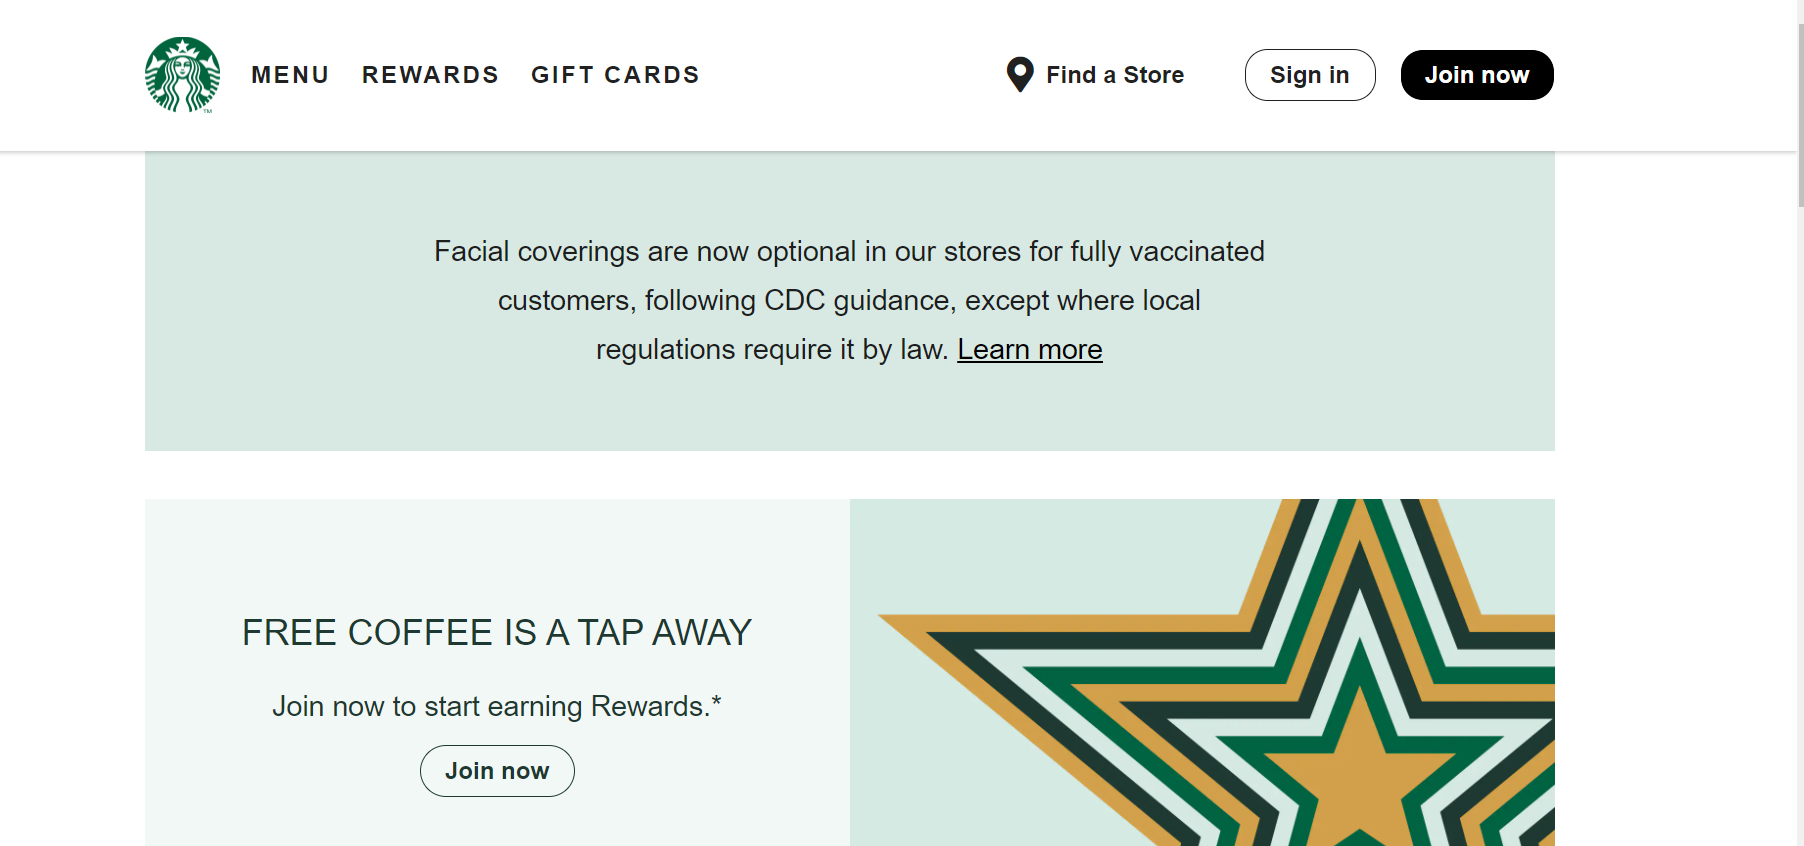 MENU REWARDS GIFT CARDS Find a Store Sign in Join now
TM
Facial coverings are now optional in our stores for fully vaccinated
customers, following CDC guidance, except where local
regulations require it by law. Learn more
FREE COFFEE IS A TAP AWAY
Join now to start earning Rewards.*
Join now